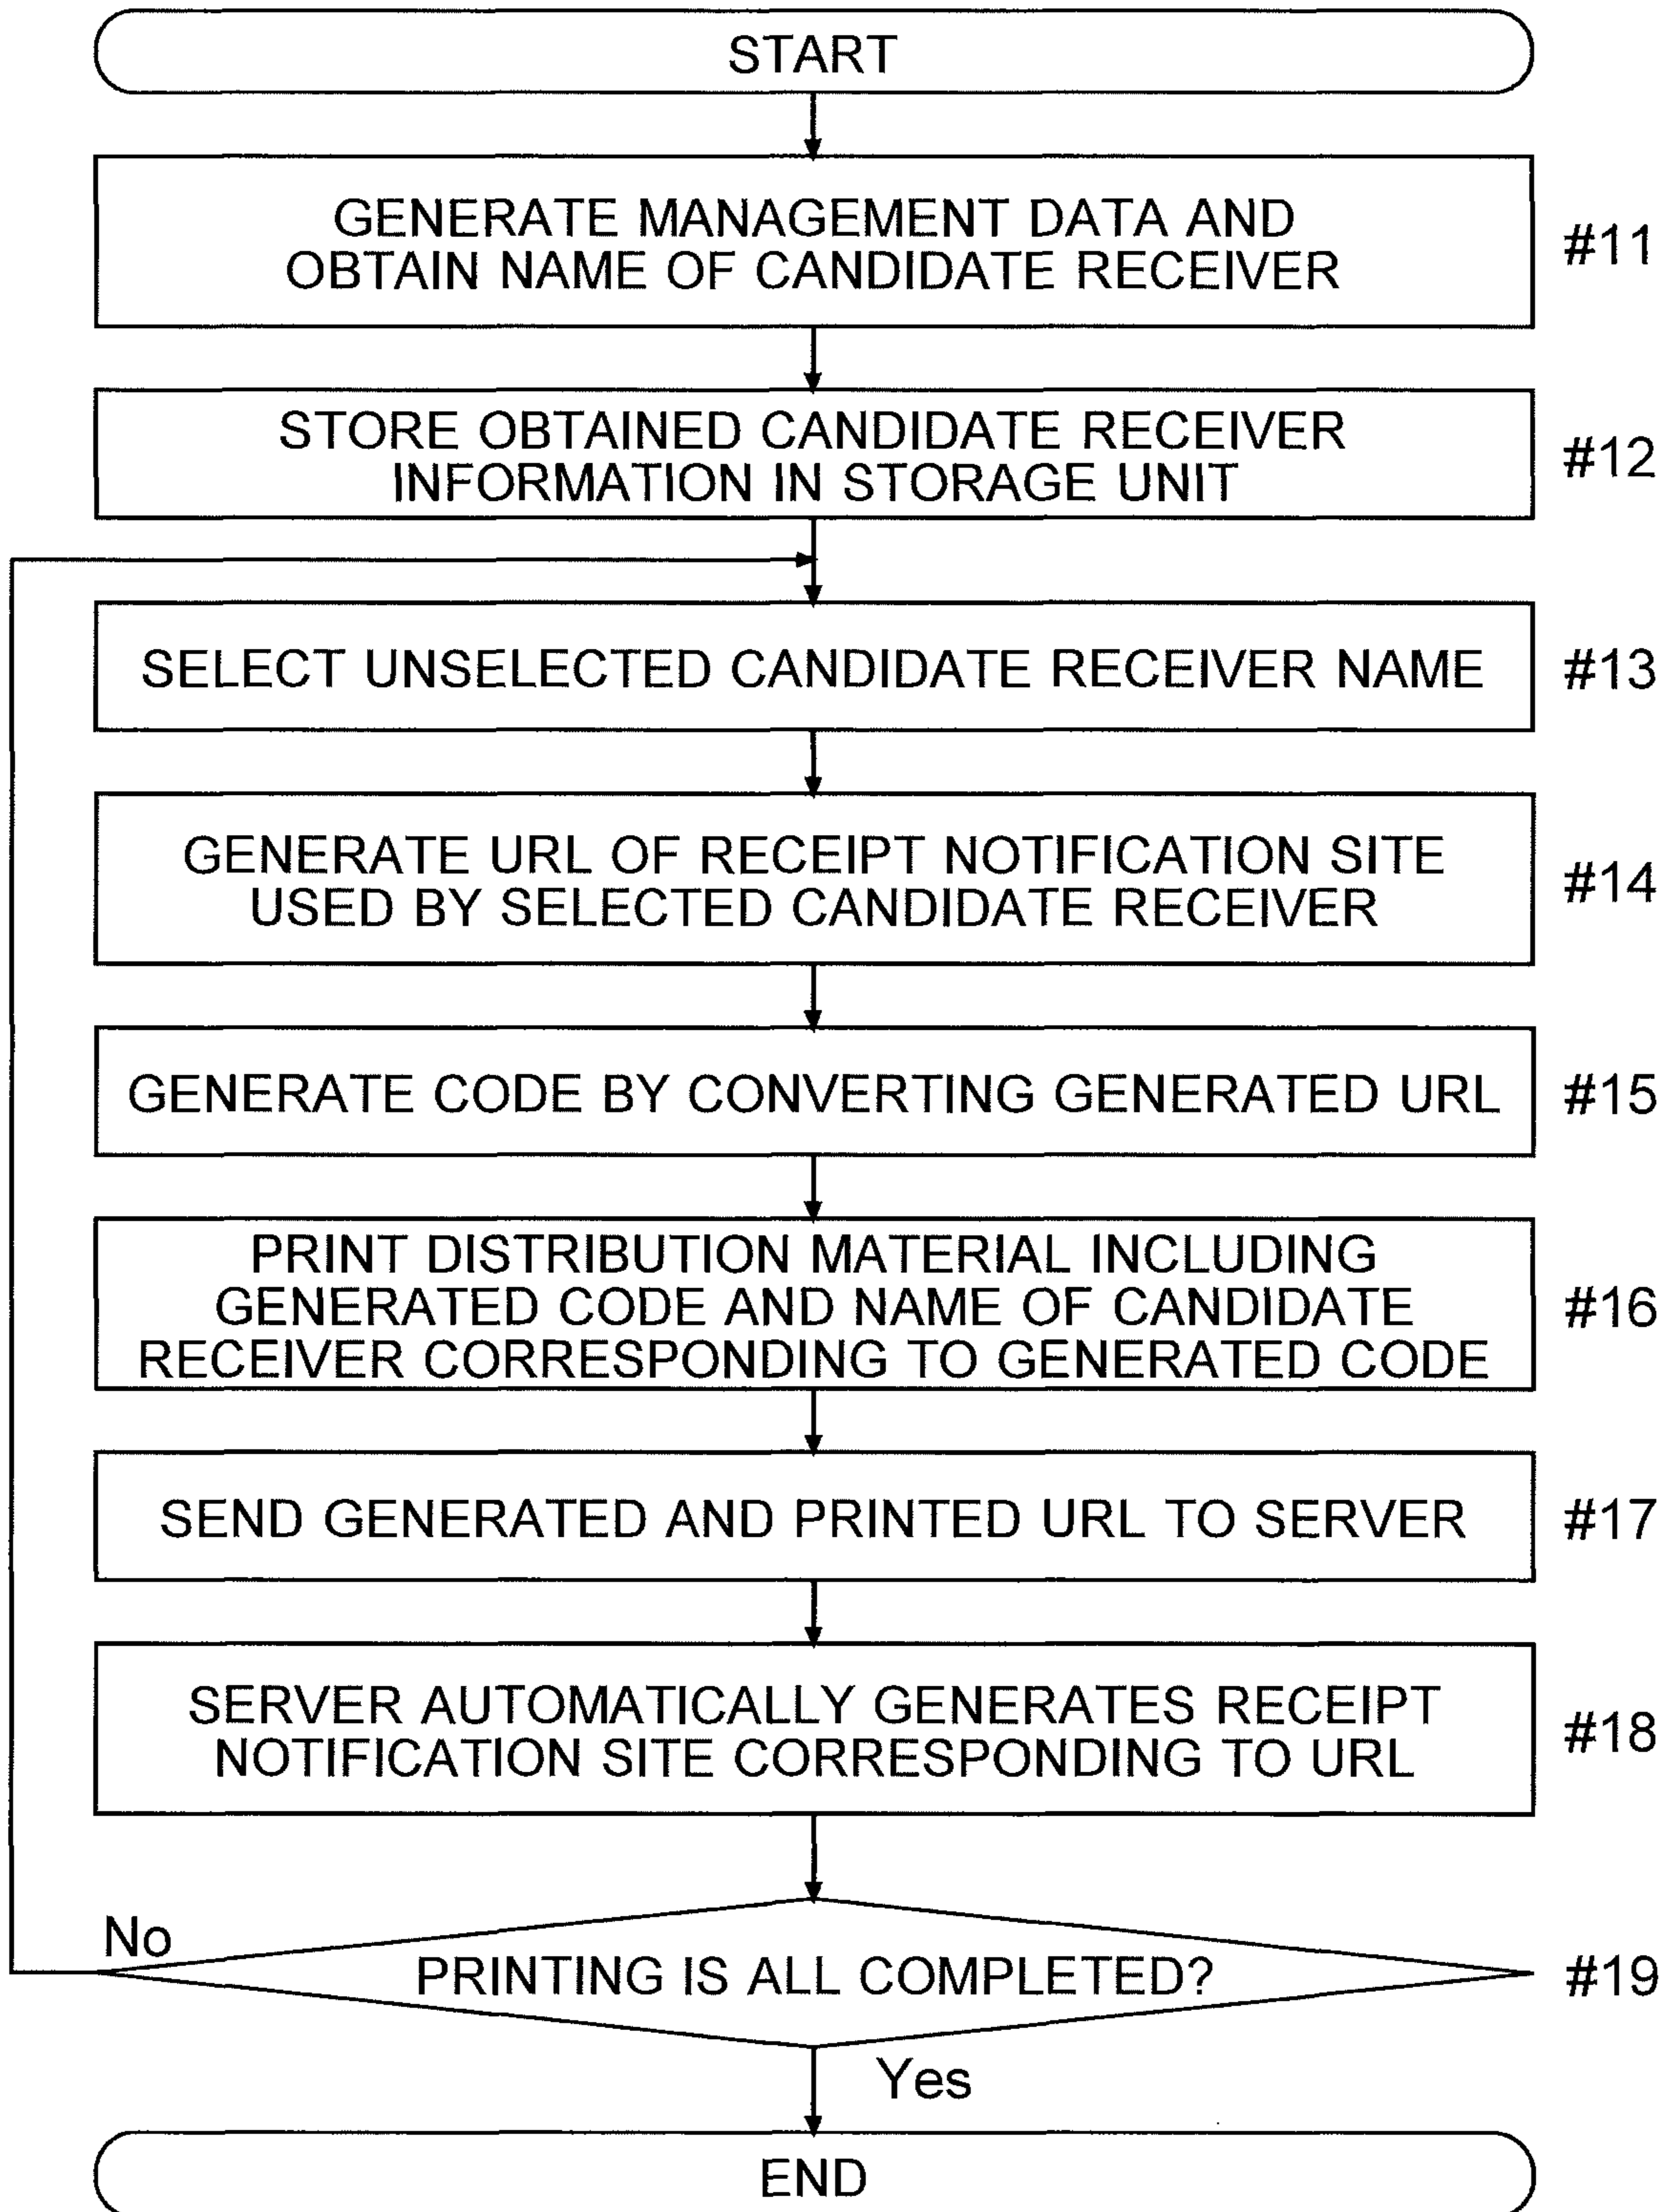 START
GENERATE MANAGEMENT DATA AND
OBTAIN NAME OF CANDIDATE RECEIVER
#11
STORE OBTAINED CANDIDATE RECEIVER
INFORMATION IN STORAGE UNIT
#12
SELECT UNSELECTED CANDIDATE RECEIVER NAME
#13
GENERATE URL OF RECEIPT NOTIFICATION SITE
USED BY SELECTED CANDIDATE RECEIVER
#14
GENERATE CODE BY CONVERTING GENERATED URL
#15
PRINT DISTRIBUTION MATERIAL INCLUDING
GENERATED CODE AND NAME OF CANDIDATE
RECEIVER CORRESPONDING TO GENERATED CODE
#16
SEND GENERATED AND PRINTED URL TO SERVER
#17
SERVER AUTOMATICALLY GENERATES RECEIPT
NOTIFICATION SITE CORRESPONDING TO URL
#18
No
PRINTING IS ALL COMPLETED?
#19
Yes
END